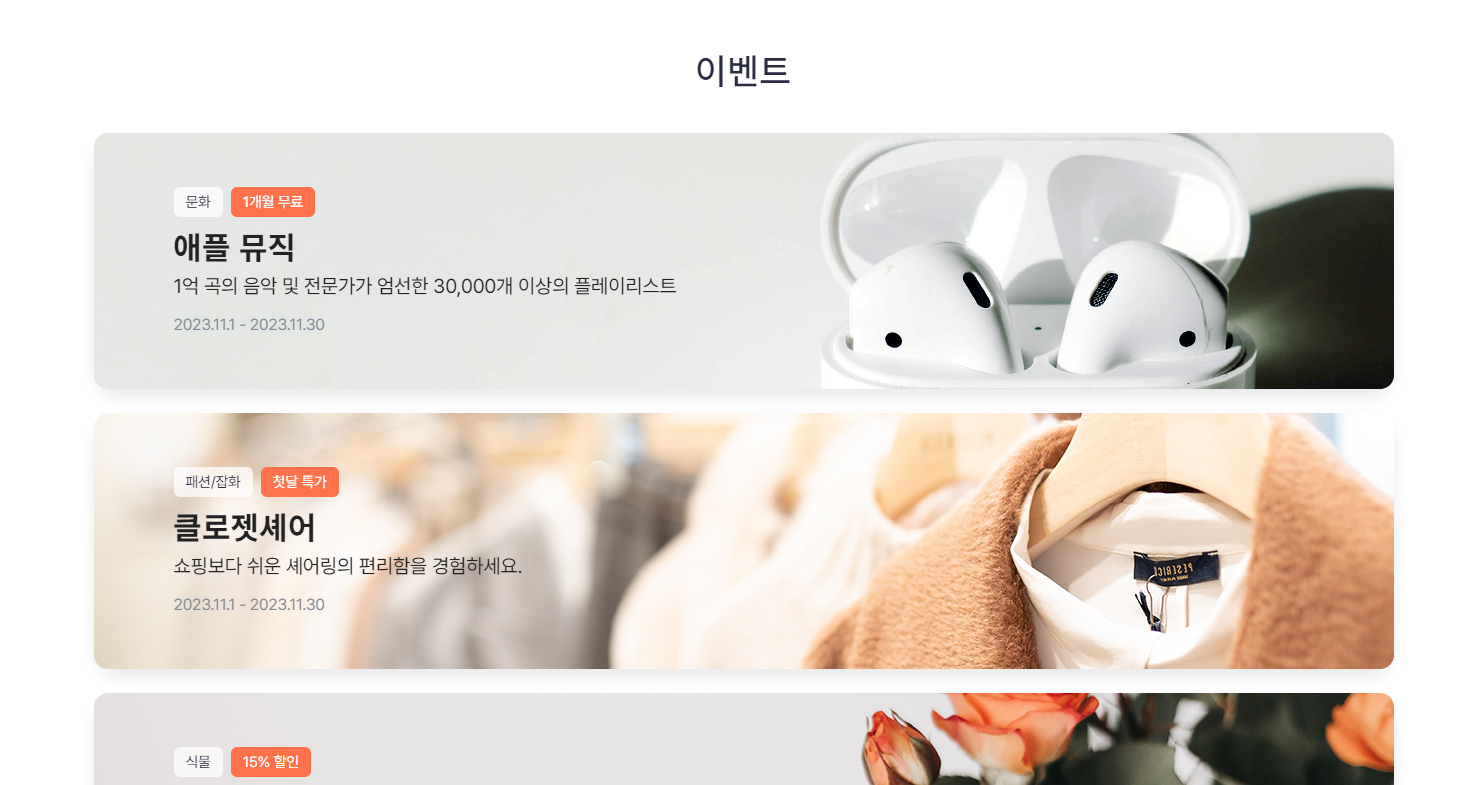 이벤트
문화 1개월 무료
애플 뮤직
1억 곡의 음악 및 전문가가 엄선한 30,000개 이상의 플레이리스트
2023.11.1 - 2023.11.30
패션/잡화 첫달 특가
클로젯셰어
쇼핑보다 쉬운 셰어링의 편리함을 경험하세요.
2023.11.1 - 2023.11.30
식물 15% 할인